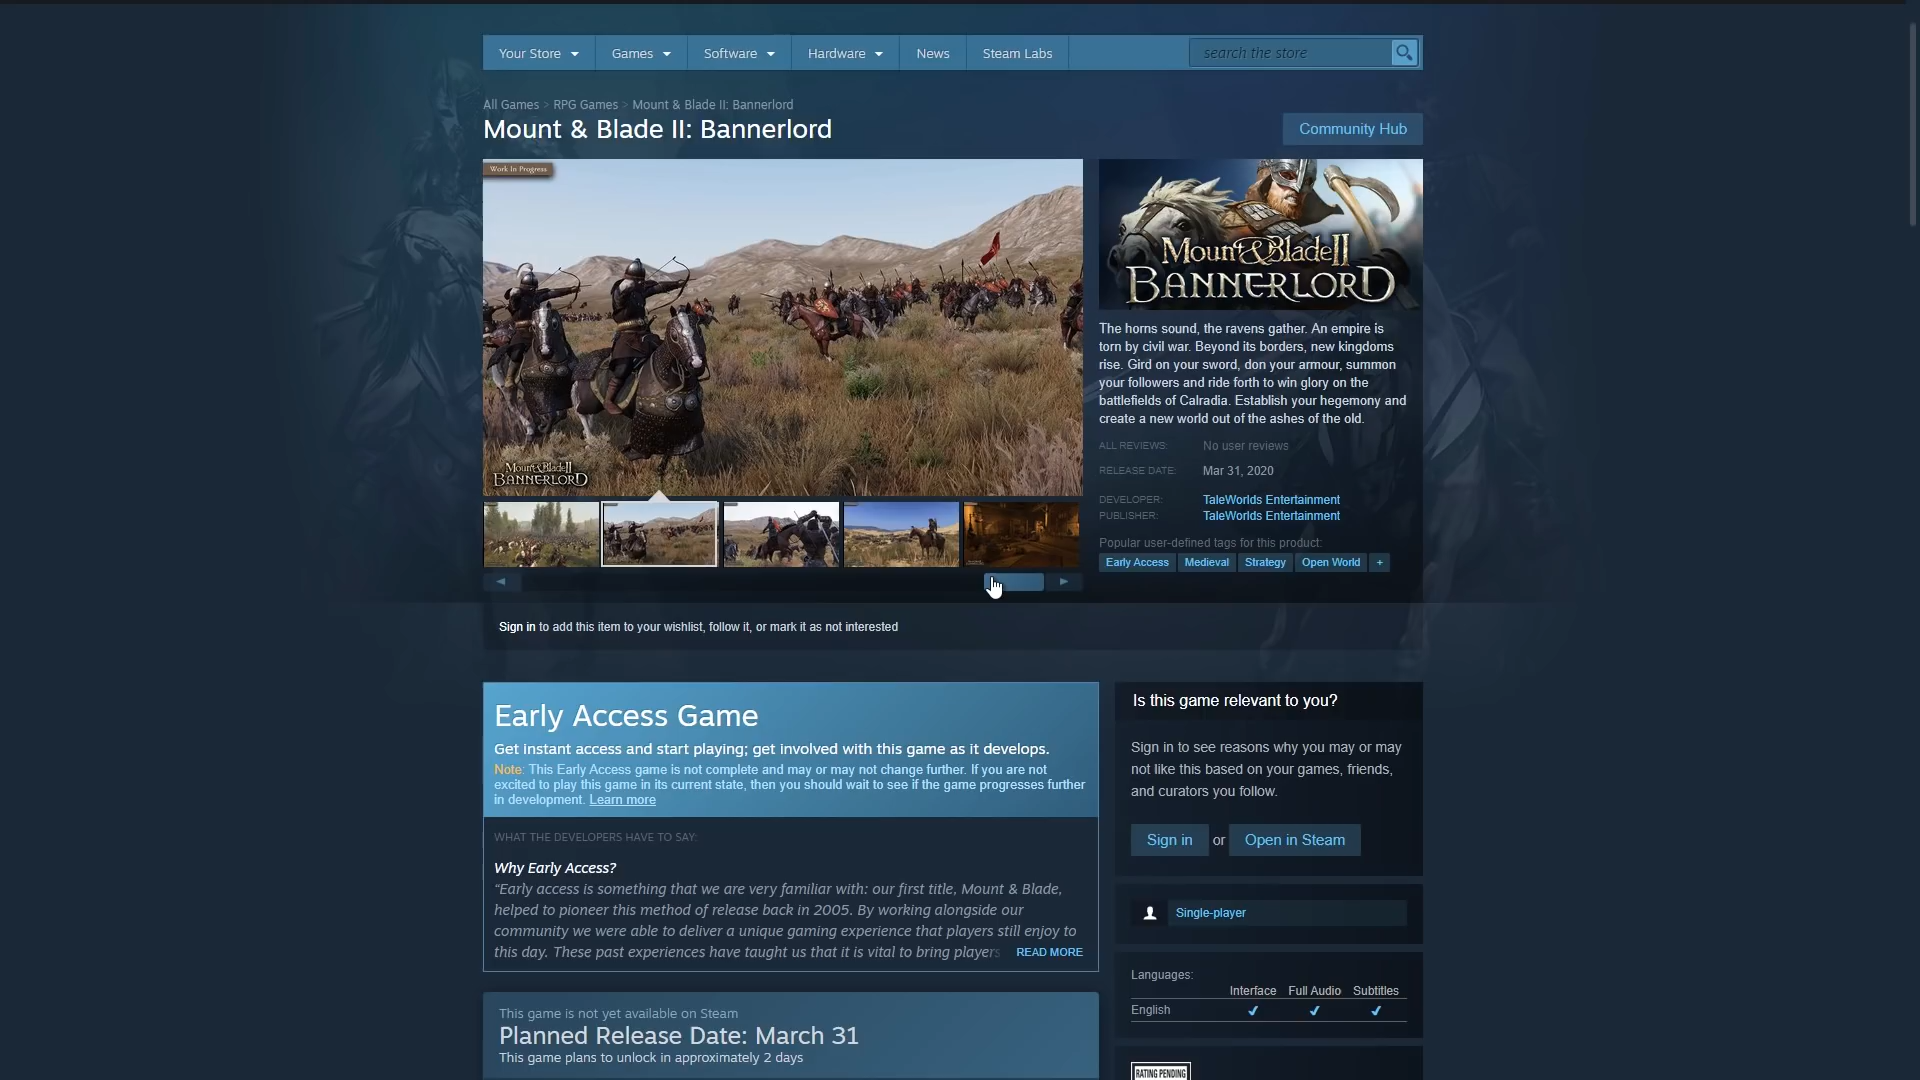 Your Store
Games
Software
Hardware
News
Steam Labs
search the store
All Games > RPG Games > Mount & Blade II: Bannerlord
Mount & Blade II: Bannerlord
Community Hub
Work In Progress
Mount & Blade II
BANNERLORD
Mount & Blade II
BANNERLORD
The horns sound, the ravens gather. An empire is
torn by civil war. Beyond its borders, new kingdoms
rise. Gird on your sword, don your armour, summon
your followers and ride forth to win glory on the
battlefields of Calradia. Establish your hegemony and
create a new world out of the ashes of the old.
ALL REVIEWS: No user reviews
RELEASE DATE: Mar 31, 2020
DEVELOPER: TaleWorlds Entertainment
PUBLISHER: TaleWorlds Entertainment
Popular user-defined tags for this product:
Early Access Medieval Strategy Open World +
Sign in to add this item to your wishlist, follow it, or mark it as not interested
Early Access Game
Get instant access and start playing; get involved with this game as it develops.
Note: This Early Access game is not complete and may or may not change further. If you are not
excited to play this game in its current state, then you should wait to see if the game progresses further
in development. Learn more
WHAT THE DEVELOPERS HAVE TO SAY:
Why Early Access?
“Early access is something that we are very familiar with: our first title, Mount & Blade,
helped to pioneer this method of release back in 2005. By working alongside our
community we were able to deliver a unique gaming experience that players still enjoy to
this day. These past experiences have taught us that it is vital to bring players READ MORE
This game is not yet available on Steam
Planned Release Date: March 31
This game plans to unlock in approximately 2 days
Is this game relevant to you?
Sign in to see reasons why you may or may
not like this based on your games, friends,
and curators you follow.
Sign in or Open in Steam
Single-player
Languages:
Interface Full Audio Subtitles
English ✔ ✔ ✔
RATING PENDING